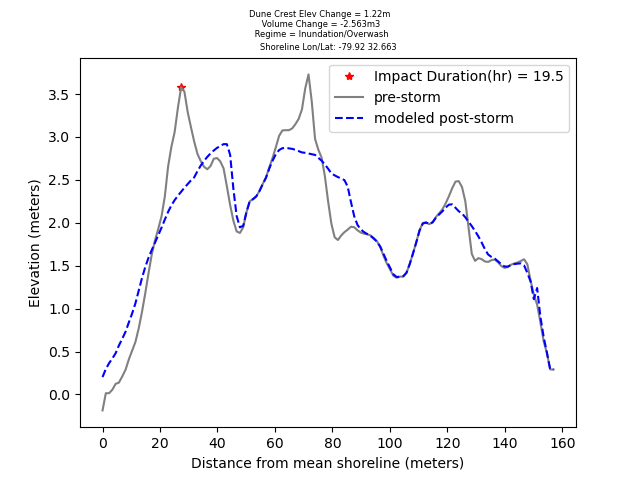 Dune Crest Elev Change = 1.22m
Volume Change = -2.563m3
Regime = Inundation/Overwash
Shoreline Lon/Lat: -79.92 32.663
Impact Duration(hr) = 19.5
pre-storm
modeled post-storm
Elevation (meters)
3.5
3.0
2.5
2.0
1.5
1.0
0.5
0.0
0 20 40 60 80 100 120 140 160
Distance from mean shoreline (meters)